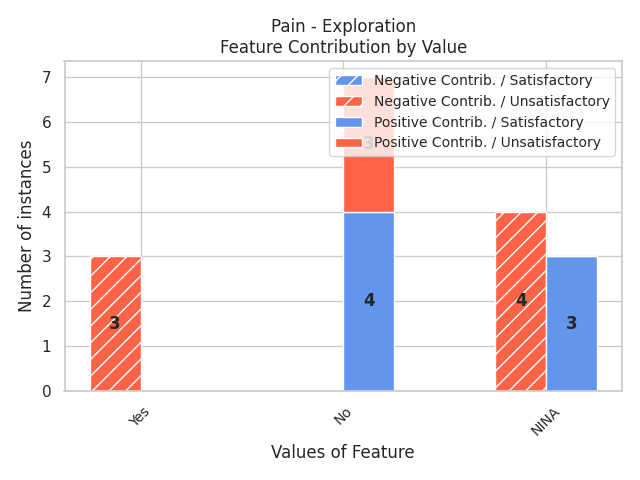 Pain - Exploration
Feature Contribution by Value
Negative Contrib. / Satisfactory
Negative Contrib. / Unsatisfactory
Positive Contrib. / Satisfactory
Positive Contrib. / Unsatisfactory
Number of instances
7
6
5
4
3
2
1
0
3
4
3
4
3
Yes
No
NINA
Values of Feature